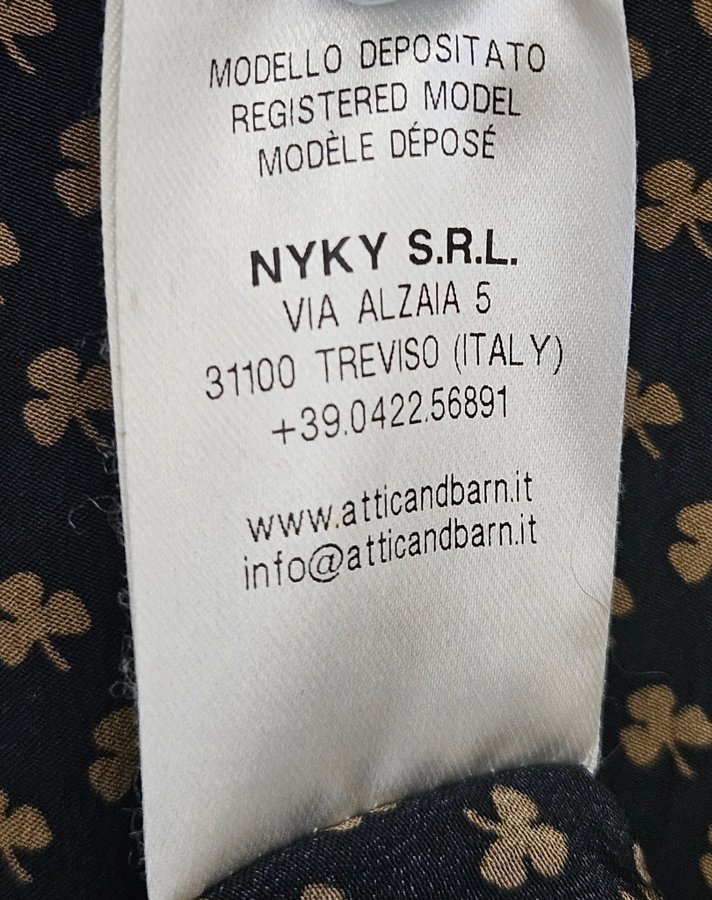 MODELLO DEPOSITATO
REGISTERED MODEL
MODÈLE DÉPOSÉ
NYKY S.R.L.
VIA ALZAIA 5
31100 TREVISO (ITALY)
+39.0422.56891
www.atticandbarn.it
info@atticandbarn.it